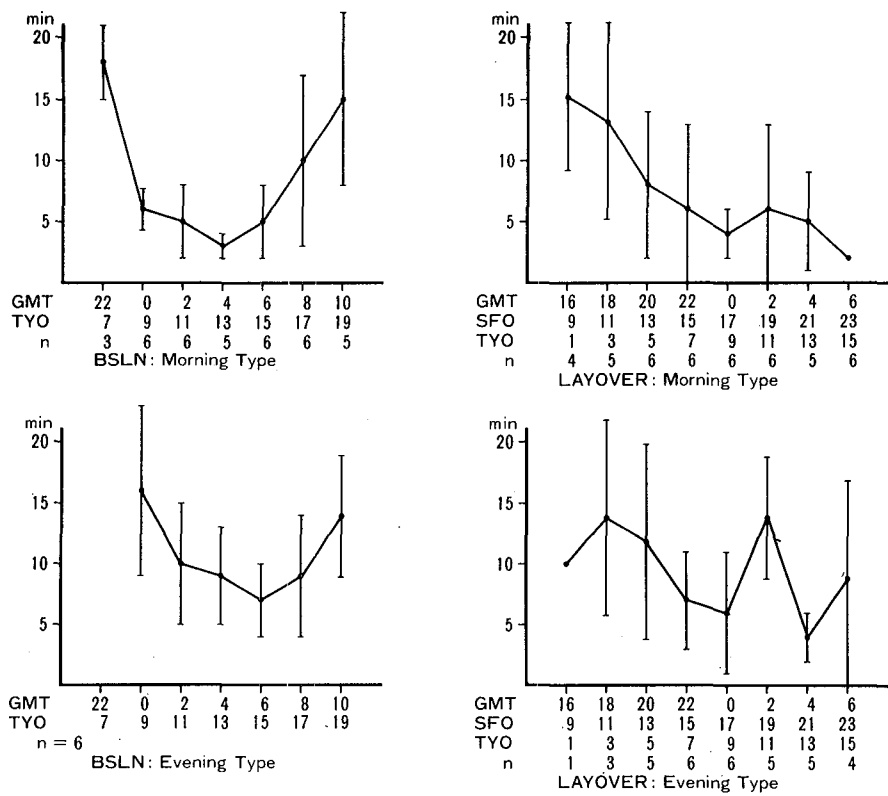 min
20
15
10
5
GMT 22 0 2 4 6 8 10
TYO 7 9 11 13 15 17 19
n 3 6 6 5 6 6 5
BSLN: Morning Type
min
20
15
10
5
GMT 16 18 20 22 0 2 4 6
SFO 9 11 13 15 17 19 21 23
TYO 1 3 5 7 9 11 13 15
n 4 5 6 6 6 6 5 6
LAYOVER: Morning Type
min
20
15
10
5
GMT 22 0 2 4 6 8 10
TYO 7 9 11 13 15 17 19
n = 6
BSLN: Evening Type
min
20
15
10
5
GMT 16 18 20 22 0 2 4 6
SFO 9 11 13 15 17 19 21 23
TYO 1 3 5 7 9 11 13 15
n 1 3 5 6 6 5 5 4
LAYOVER: Evening Type